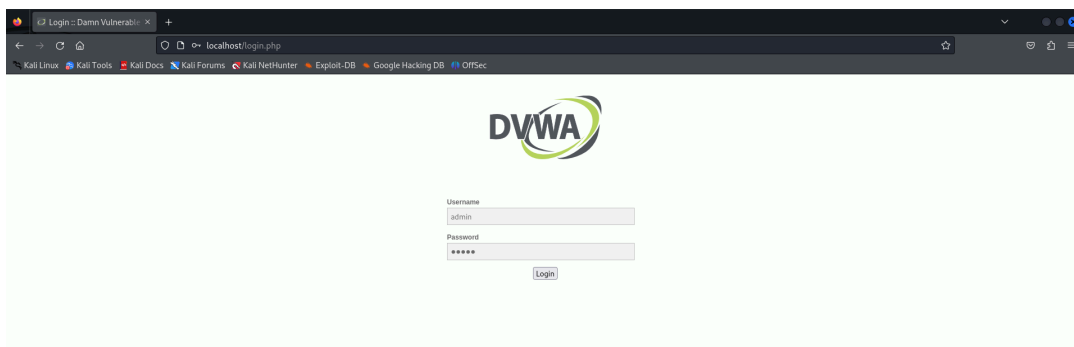 Login :: Damn Vulnerable
localhost/login.php
Kali Linux Kali Tools Kali Docs Kali Forums Kali NetHunter Exploit-DB Google Hacking DB OffSec
DVWA
Username
admin
Password
•••••
Login